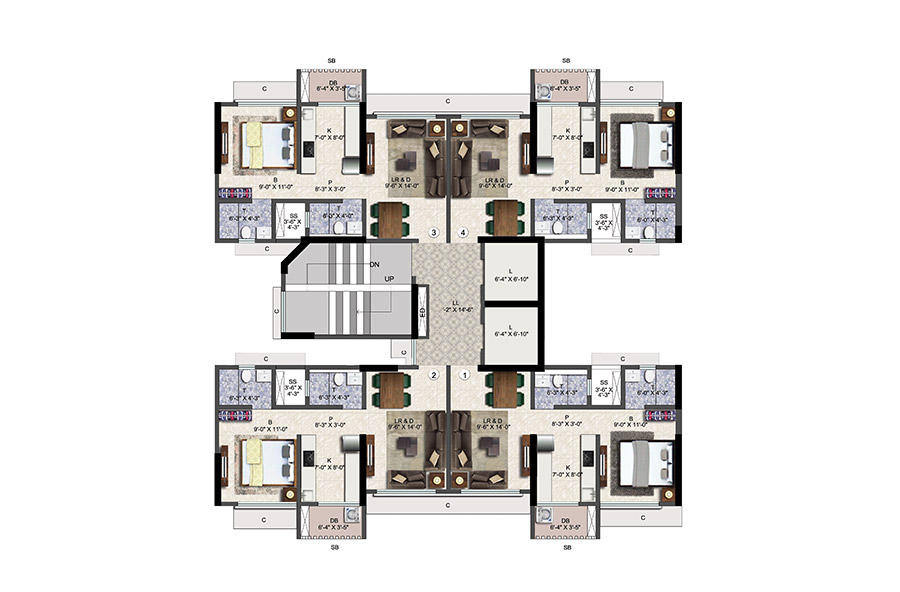 SB
SB
DB
6'-4" X 3'-5"
DB
6'-4" X 3'-5"
C
C
C
K
7'-0" X 8'-0"
K
7'-0" X 8'-0"
B
9'-0" X 11'-0"
P
8'-3" X 3'-0"
LR & D
9'-6" X 14'-0"
LR & D
9'-6" X 14'-0"
P
8'-3" X 3'-0"
B
9'-0" X 11'-0"
T
6'-3" X 4'-3"
SS
3'-6" X
4'-3"
T
6'-3" X 4'-0"
3
4
T
6'-3" X 4'-3"
SS
3'-6" X
4'-3"
T
6'-0" X 4'-3"
C
C
DN
UP
L
6'-4" X 6'-10"
C
ED
LL
-2" X 14'-6"
L
6'-4" X 6'-10"
C
C
C
2
1
T
6'-3" X 4'-3"
SS
3'-6" X
4'-3"
T
6'-3" X 4'-3"
T
6'-3" X 4'-3"
SS
3'-6" X
4'-3"
T
6'-0" X 4'-3"
B
9'-0" X 11'-0"
P
8'-3" X 3'-0"
LR & D
9'-6" X 14'-0"
LR & D
9'-6" X 14'-0"
P
8'-3" X 3'-0"
B
9'-0" X 11'-0"
K
7'-0" X 8'-0"
K
7'-0" X 8'-0"
C
C
C
DB
6'-4" X 3'-5"
DB
6'-4" X 3'-5"
SB
SB